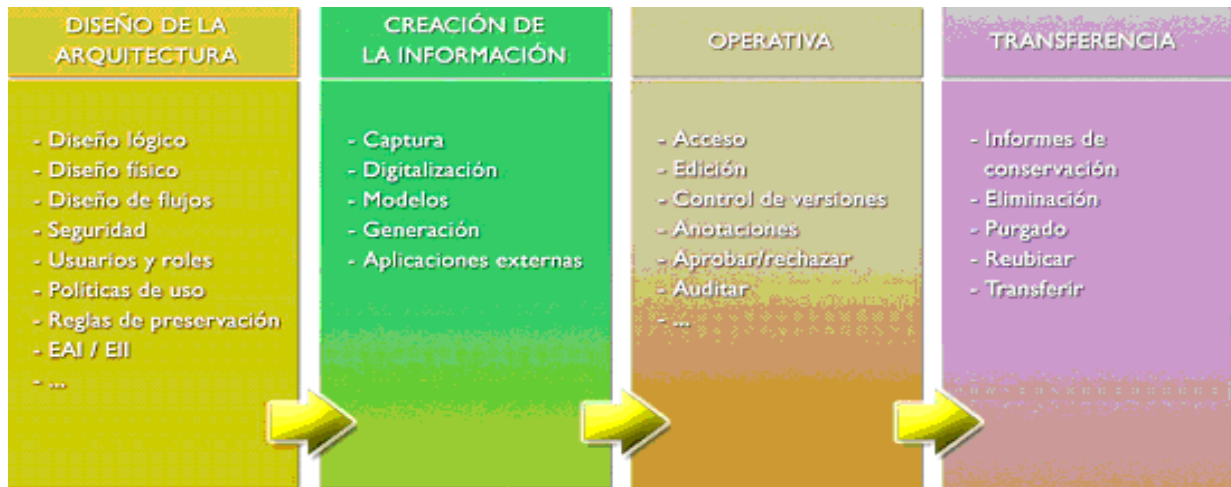 DISEÑO DE LA
ARQUITECTURA
- Diseño lógico
- Diseño físico
- Diseño de flujos
- Seguridad
- Usuarios y roles
- Políticas de uso
- Reglas de preservación
- EAI / EII
- ...
CREACIÓN DE
LA INFORMACIÓN
- Captura
- Digitalización
- Modelos
- Generación
- Aplicaciones externas
OPERATIVA
- Acceso
- Edición
- Control de versiones
- Anotaciones
- Aprobar/rechazar
- Auditar
- ...
TRANSFERENCIA
- Informes de
conservación
- Eliminación
- Purgado
- Reubicar
- Transferir